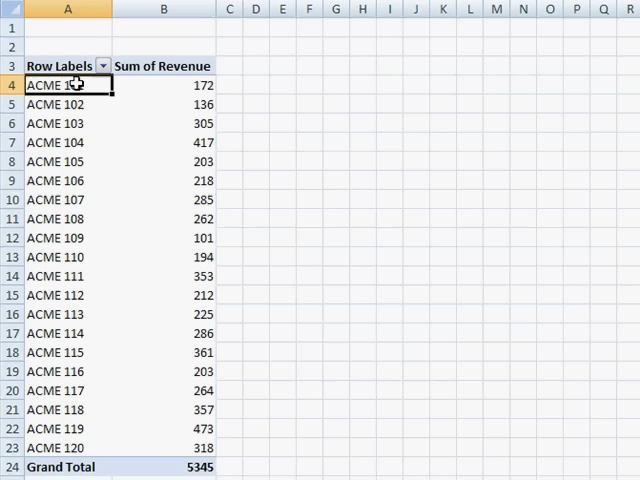 A B C D E F G H I J K L M N O P Q R
1
2
3 Row Labels Sum of Revenue
4 ACME 172
5 ACME 102 136
6 ACME 103 305
7 ACME 104 417
8 ACME 105 203
9 ACME 106 218
10 ACME 107 285
11 ACME 108 262
12 ACME 109 101
13 ACME 110 194
14 ACME 111 353
15 ACME 112 212
16 ACME 113 225
17 ACME 114 286
18 ACME 115 361
19 ACME 116 203
20 ACME 117 264
21 ACME 118 357
22 ACME 119 473
23 ACME 120 318
24 Grand Total 5345